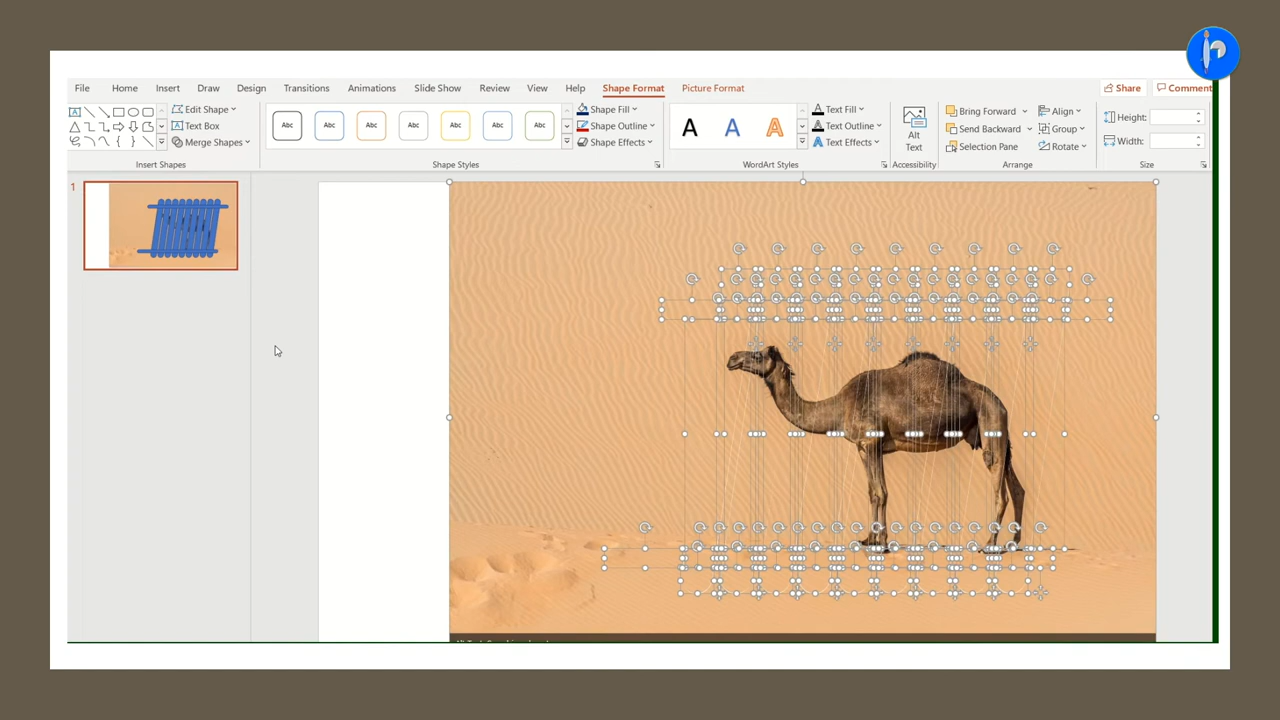 File Home Insert Draw Design Transitions Animations Slide Show Review View Help Shape Format Picture Format Share Comment
Edit Shape Abc Abc Abc Abc Abc Abc Abc Shape Fill A A A Text Fill Alt Text Bring Forward Align Height:
Text Box Shape Outline Text Outline Send Backward Group
Merge Shapes Shape Effects Text Effects Selection Pane Rotate Width:
Insert Shapes Shape Styles WordArt Styles Accessibility Arrange Size
1